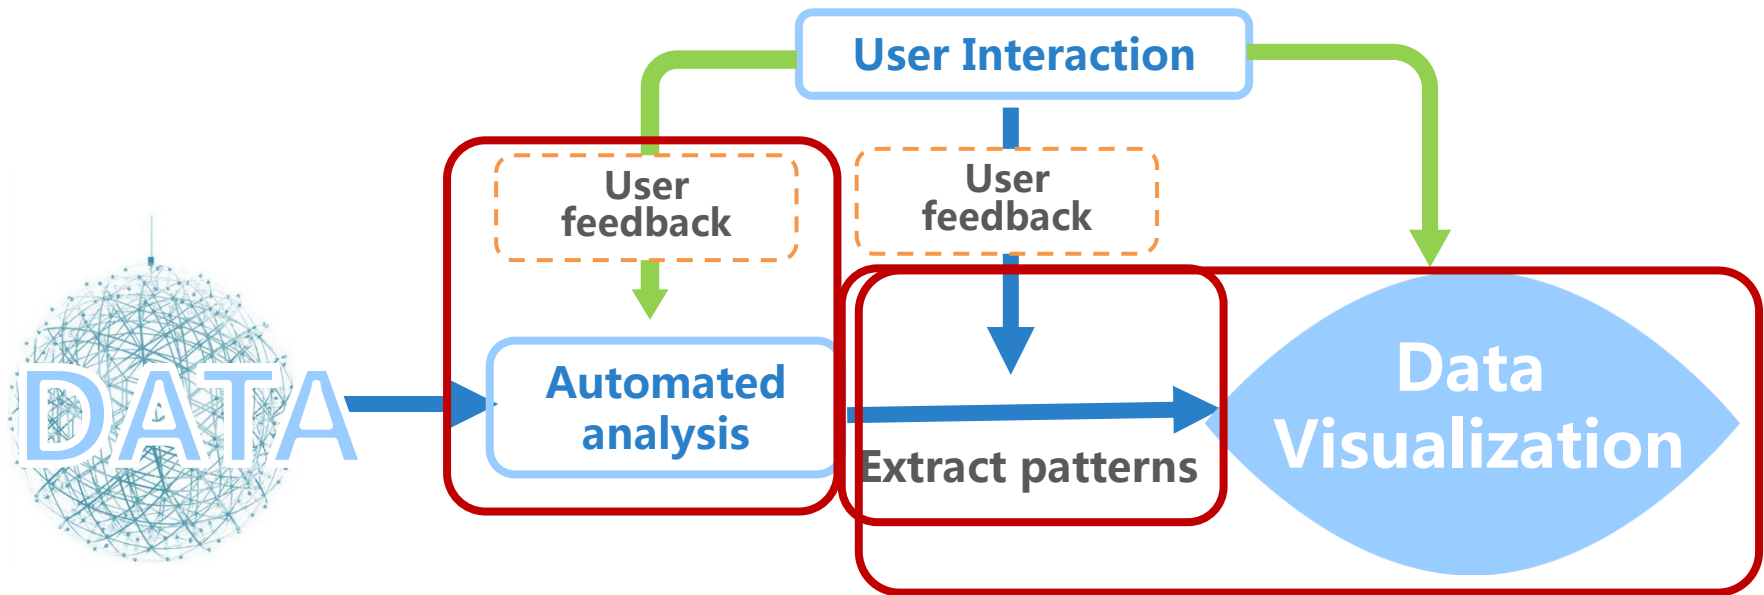 User Interaction
User
feedback
User
feedback
DATA
Automated
analysis
Extract patterns
Data
Visualization